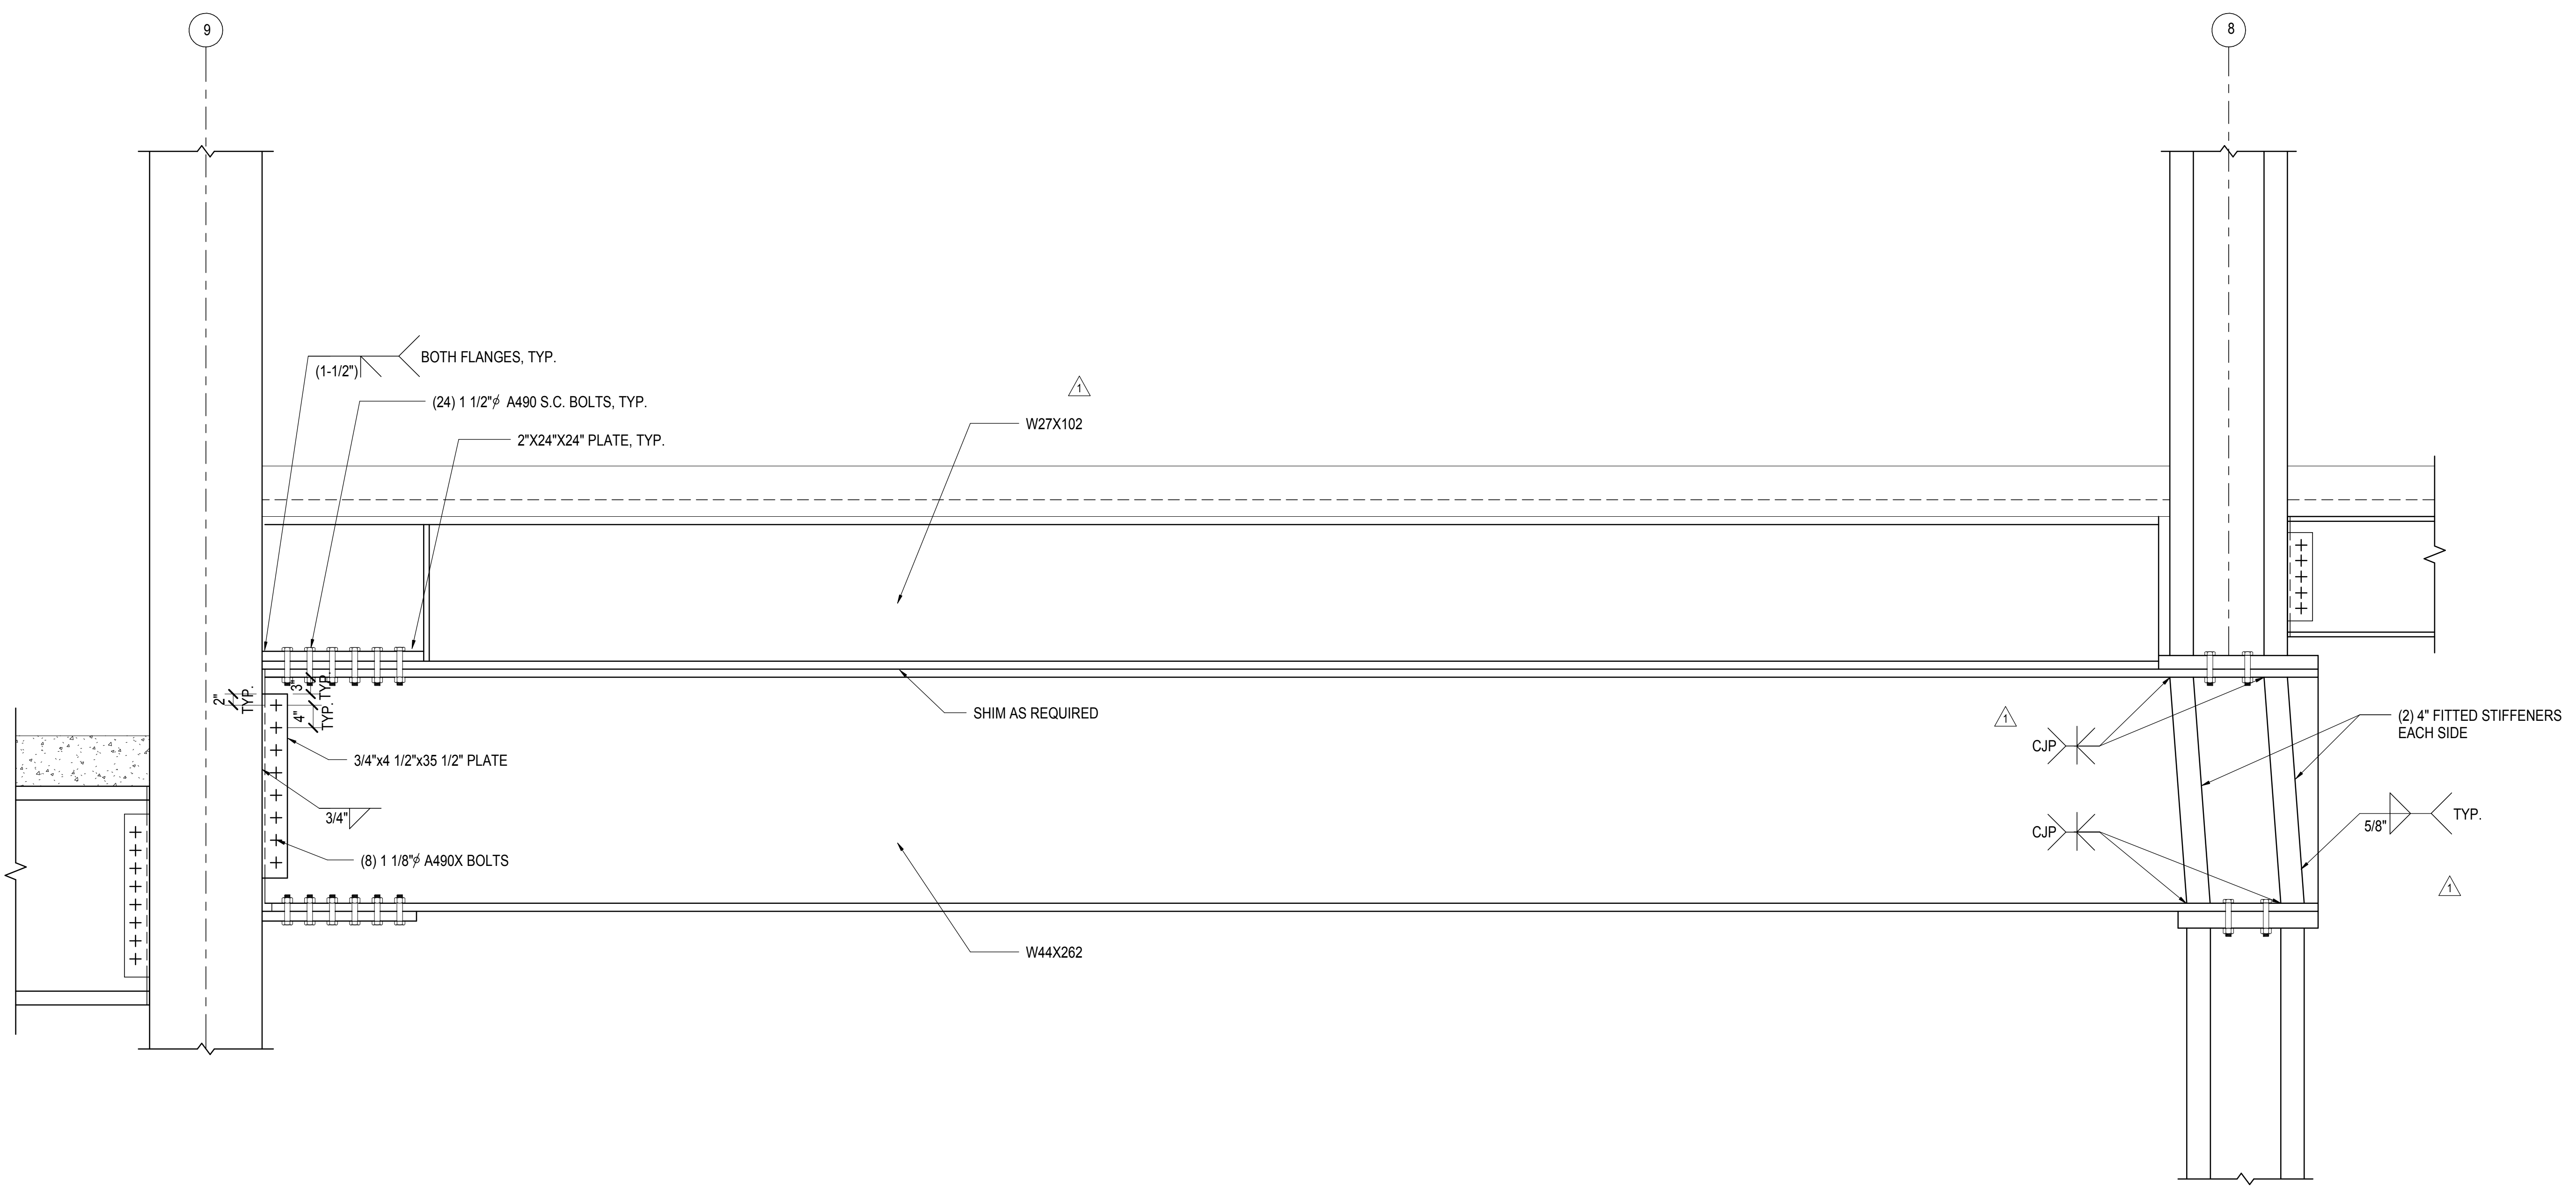 9
8
BOTH FLANGES, TYP.
(1-1/2")
(24) 1 1/2"⌀ A490 S.C. BOLTS, TYP.
2"X24"X24" PLATE, TYP.
1
W27X102
2"
TYP.
3"
TYP.
4"
TYP.
SHIM AS REQUIRED
3/4"x4 1/2"x35 1/2" PLATE
3/4"
(8) 1 1/8"⌀ A490X BOLTS
W44X262
1
CJP
CJP
(2) 4" FITTED STIFFENERS
EACH SIDE
5/8"
TYP.
1